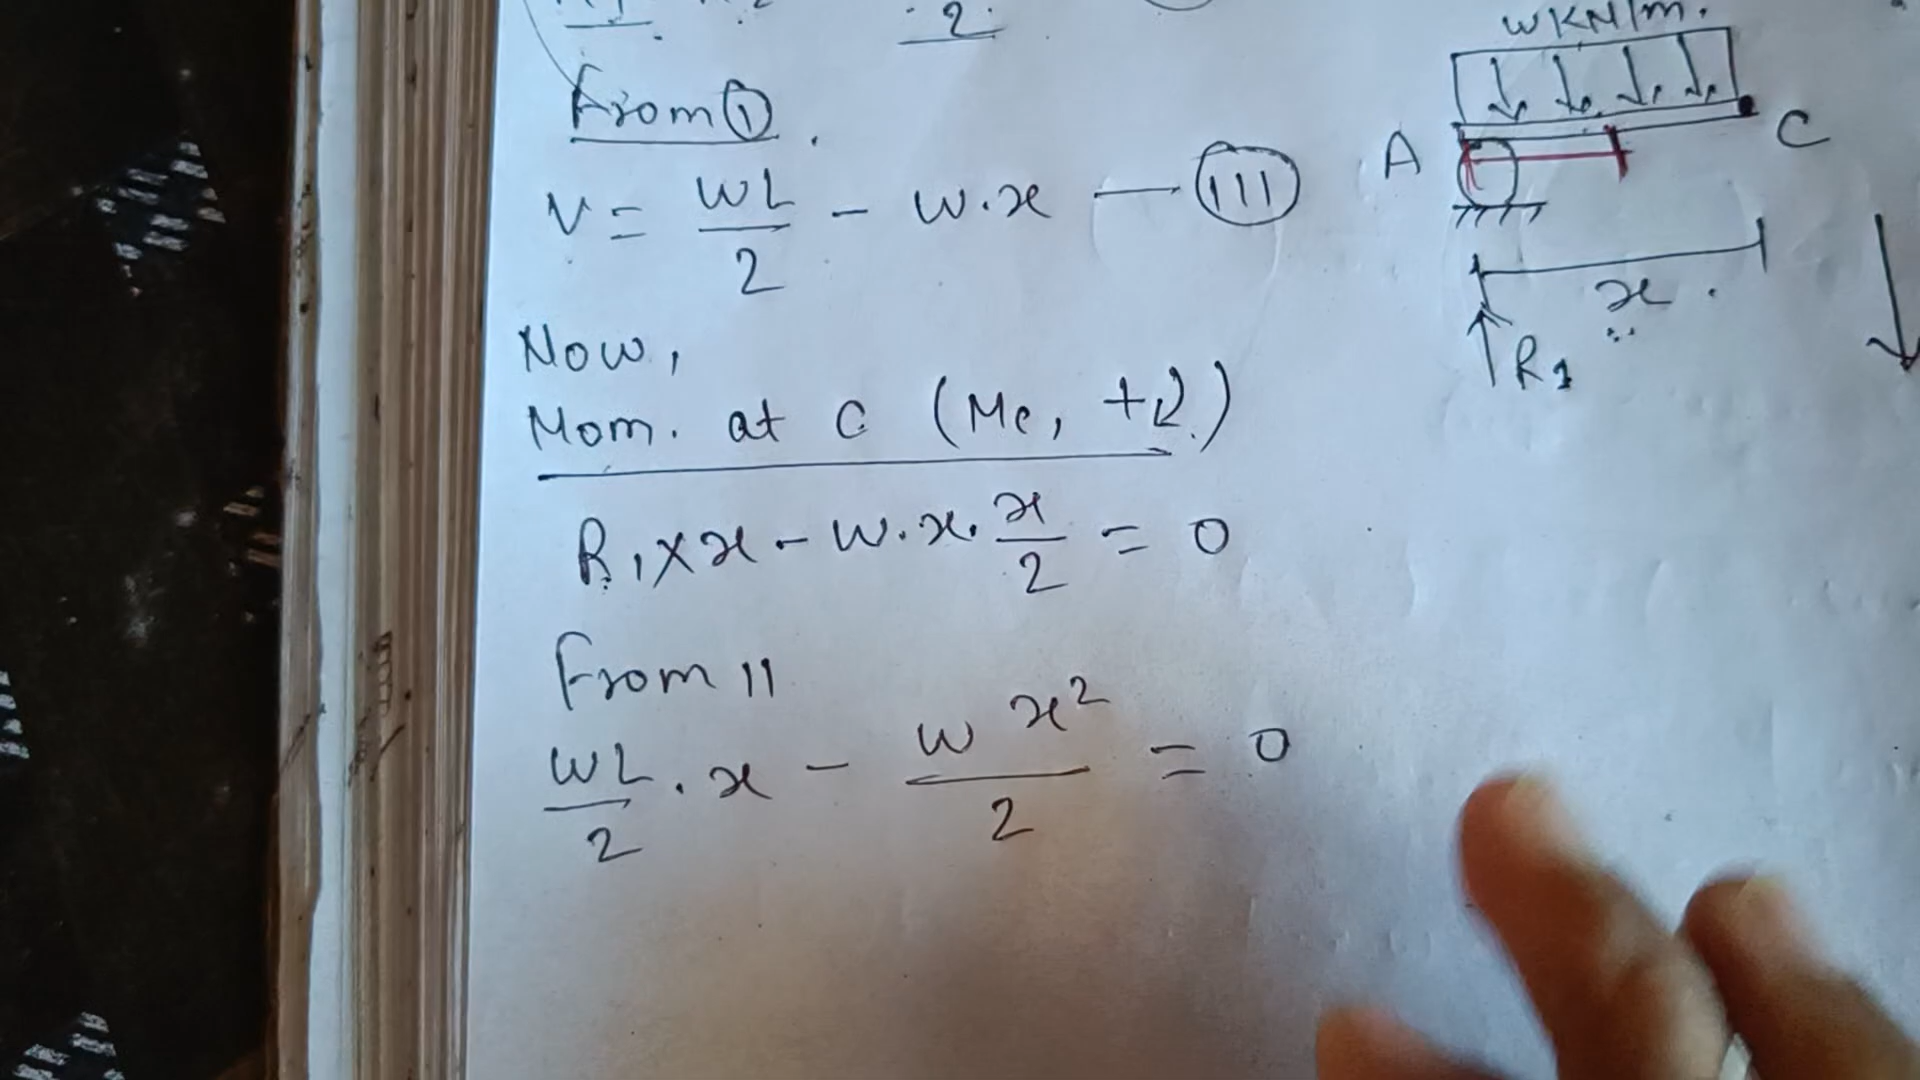 2
WKN/m.
From ①.
V = WL/2 - W.x — (III)
A
C
x.
R1
Now,
Mom. at C (Mc, +↻)
R1 × x - W.x. x/2 = 0
From II
WL/2 . x - W x²/2 = 0